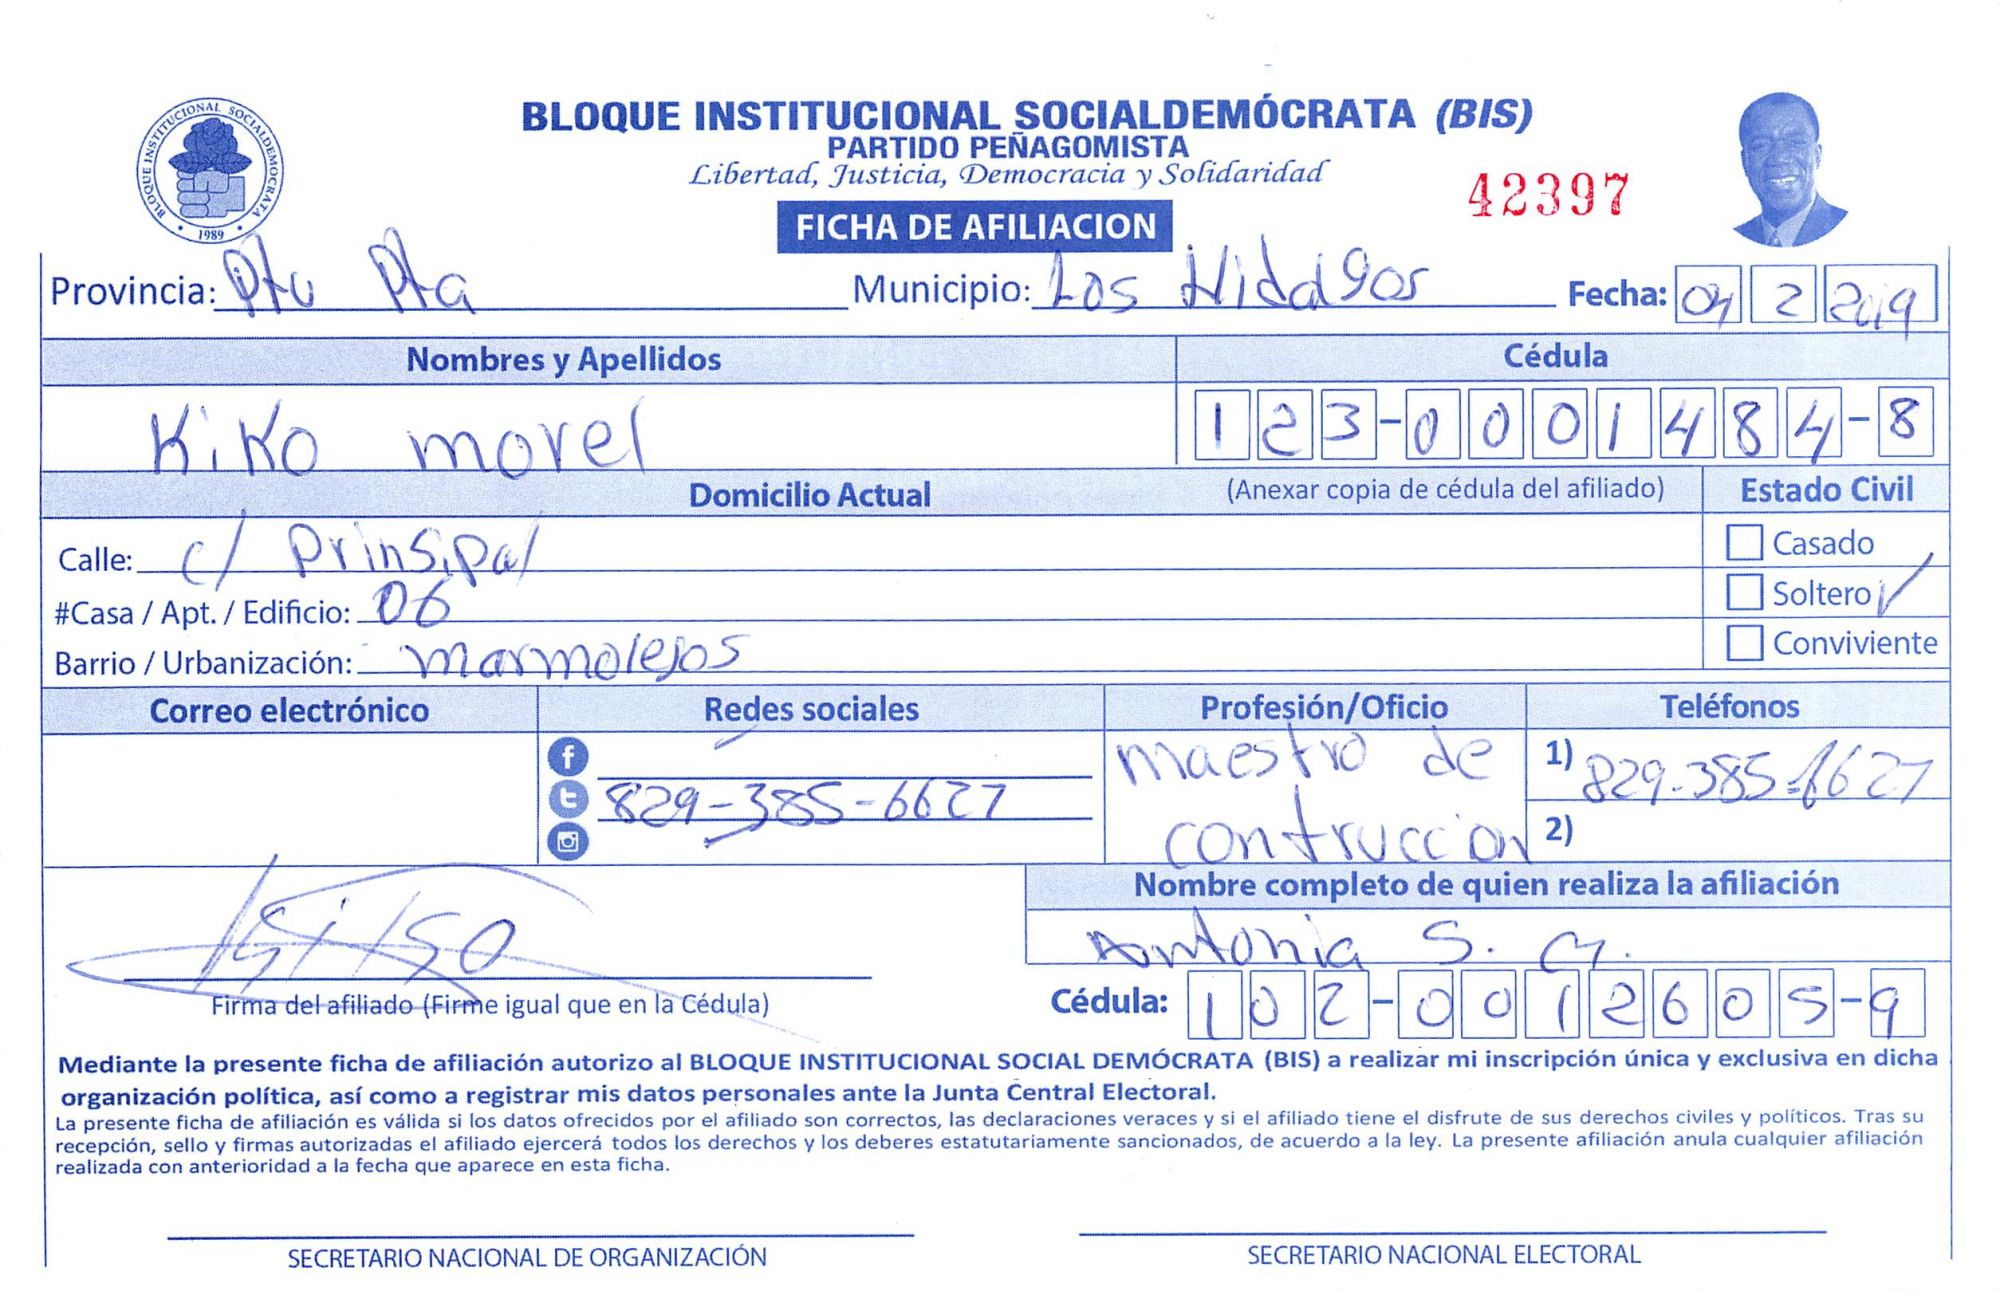 BLOQUE INSTITUCIONAL SOCIALDEMÓCRATA (BIS)
PARTIDO PEÑAGOMISTA
Libertad, Justicia, Democracia y Solidaridad
42397
BLOQUE INSTITUCIONAL SOCIALDEMOCRATA
1989
FICHA DE AFILIACION
Provincia: Pto Pta Municipio: Los Hidalgos Fecha: 04 2 2019
Nombres y Apellidos Cédula
Kiko morel 123-0001484-8
Domicilio Actual (Anexar copia de cédula del afiliado) Estado Civil
Calle: c/ Prinsipal Casado
#Casa / Apt. / Edificio: 06 Soltero ✓
Barrio / Urbanización: marmolejos Conviviente
Correo electrónico Redes sociales Profesión/Oficio Teléfonos
maestro de 1) 829-385-6627
829-385-6627
contruccion 2)
Nombre completo de quien realiza la afiliación
Kiko Antonia S. M.
Firma del afiliado (Firme igual que en la Cédula) Cédula: 102-0012605-9
Mediante la presente ficha de afiliación autorizo al BLOQUE INSTITUCIONAL SOCIAL DEMÓCRATA (BIS) a realizar mi inscripción única y exclusiva en dicha
organización política, así como a registrar mis datos personales ante la Junta Central Electoral.
La presente ficha de afiliación es válida si los datos ofrecidos por el afiliado son correctos, las declaraciones veraces y si el afiliado tiene el disfrute de sus derechos civiles y políticos. Tras su
recepción, sello y firmas autorizadas el afiliado ejercerá todos los derechos y los deberes estatutariamente sancionados, de acuerdo a la ley. La presente afiliación anula cualquier afiliación
realizada con anterioridad a la fecha que aparece en esta ficha.
SECRETARIO NACIONAL DE ORGANIZACIÓN SECRETARIO NACIONAL ELECTORAL